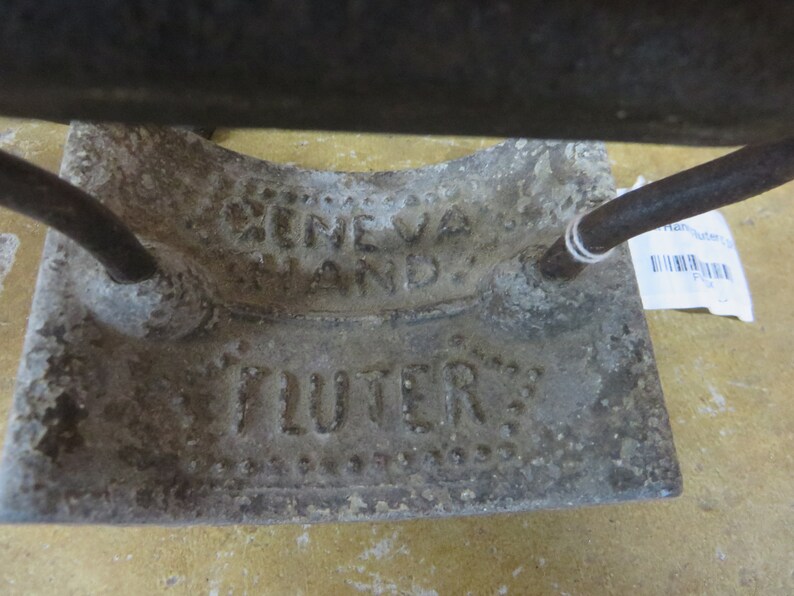 GENEVA
HAND.
FLUTER.